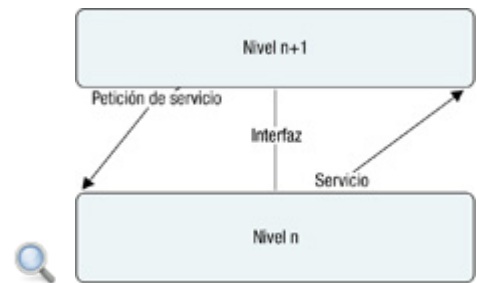 Nivel n+1
Petición de servicio
Interfaz
Servicio
Nivel n